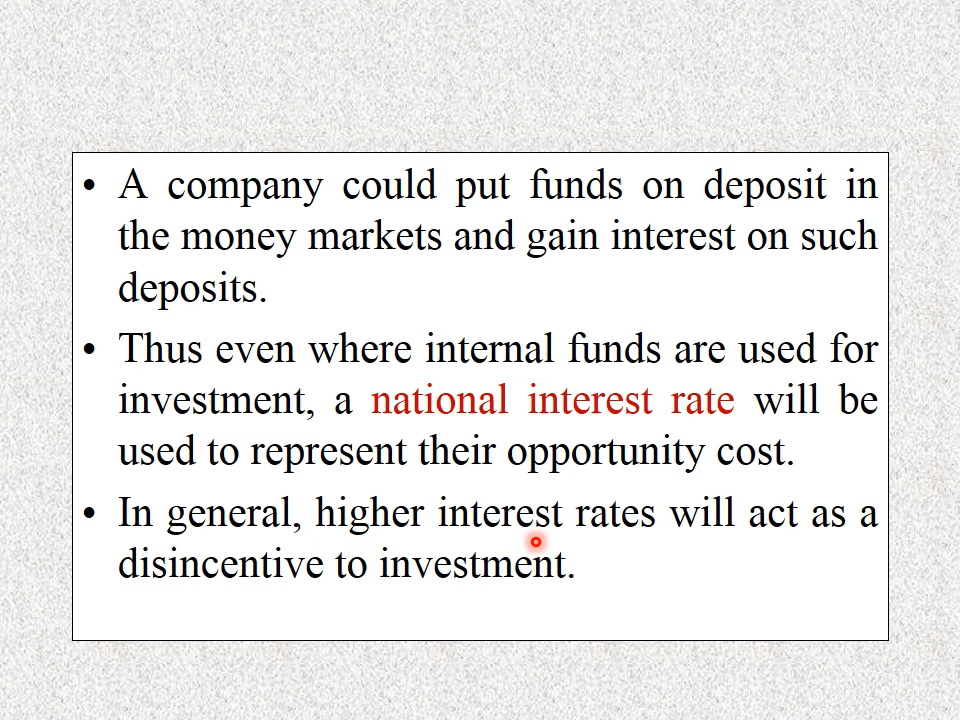 • A company could put funds on deposit in
the money markets and gain interest on such
deposits.
• Thus even where internal funds are used for
investment, a national interest rate will be
used to represent their opportunity cost.
• In general, higher interest rates will act as a
disincentive to investment.